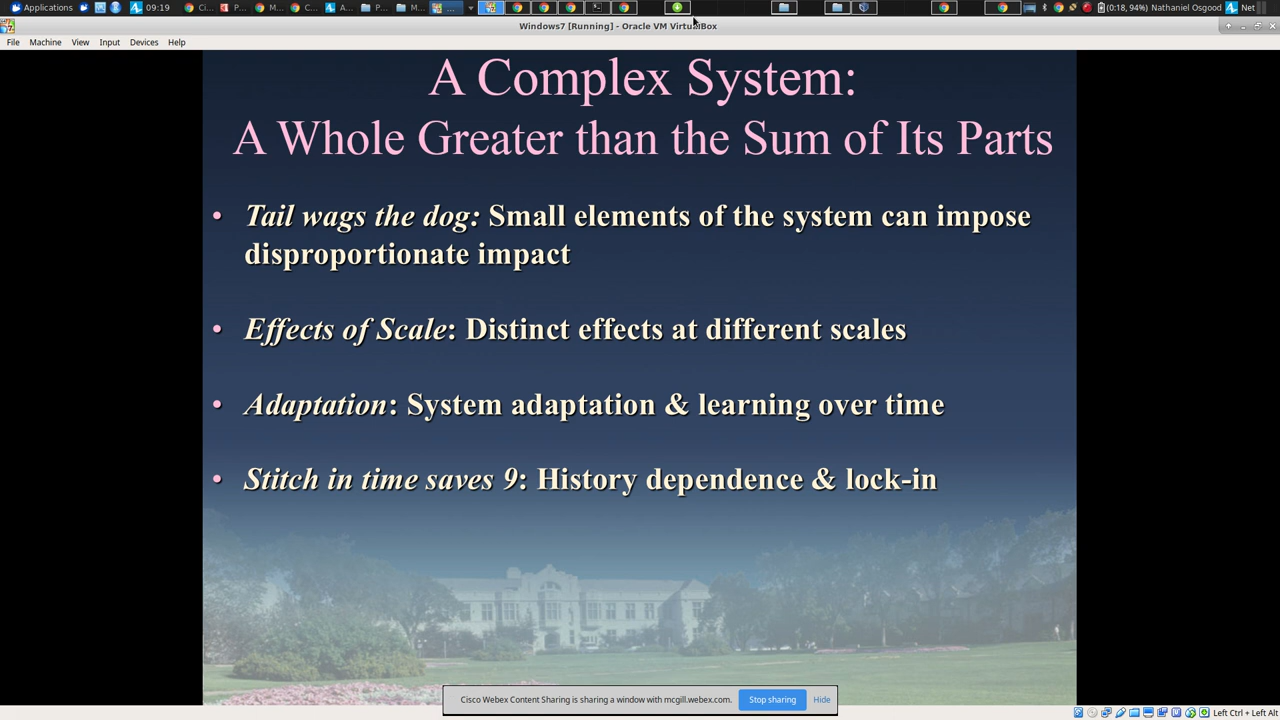 Applications
09:19
Ci...
P...
M...
C...
A...
P...
M...
...
(0:18, 94%) Nathaniel Osgood
Net
Windows7 [Running] - Oracle VM VirtualBox
File Machine View Input Devices Help
A Complex System:
A Whole Greater than the Sum of Its Parts
• Tail wags the dog: Small elements of the system can impose
disproportionate impact
• Effects of Scale: Distinct effects at different scales
• Adaptation: System adaptation & learning over time
• Stitch in time saves 9: History dependence & lock-in
Cisco Webex Content Sharing is sharing a window with mcgill.webex.com. Stop sharing Hide
Left Ctrl + Left Alt